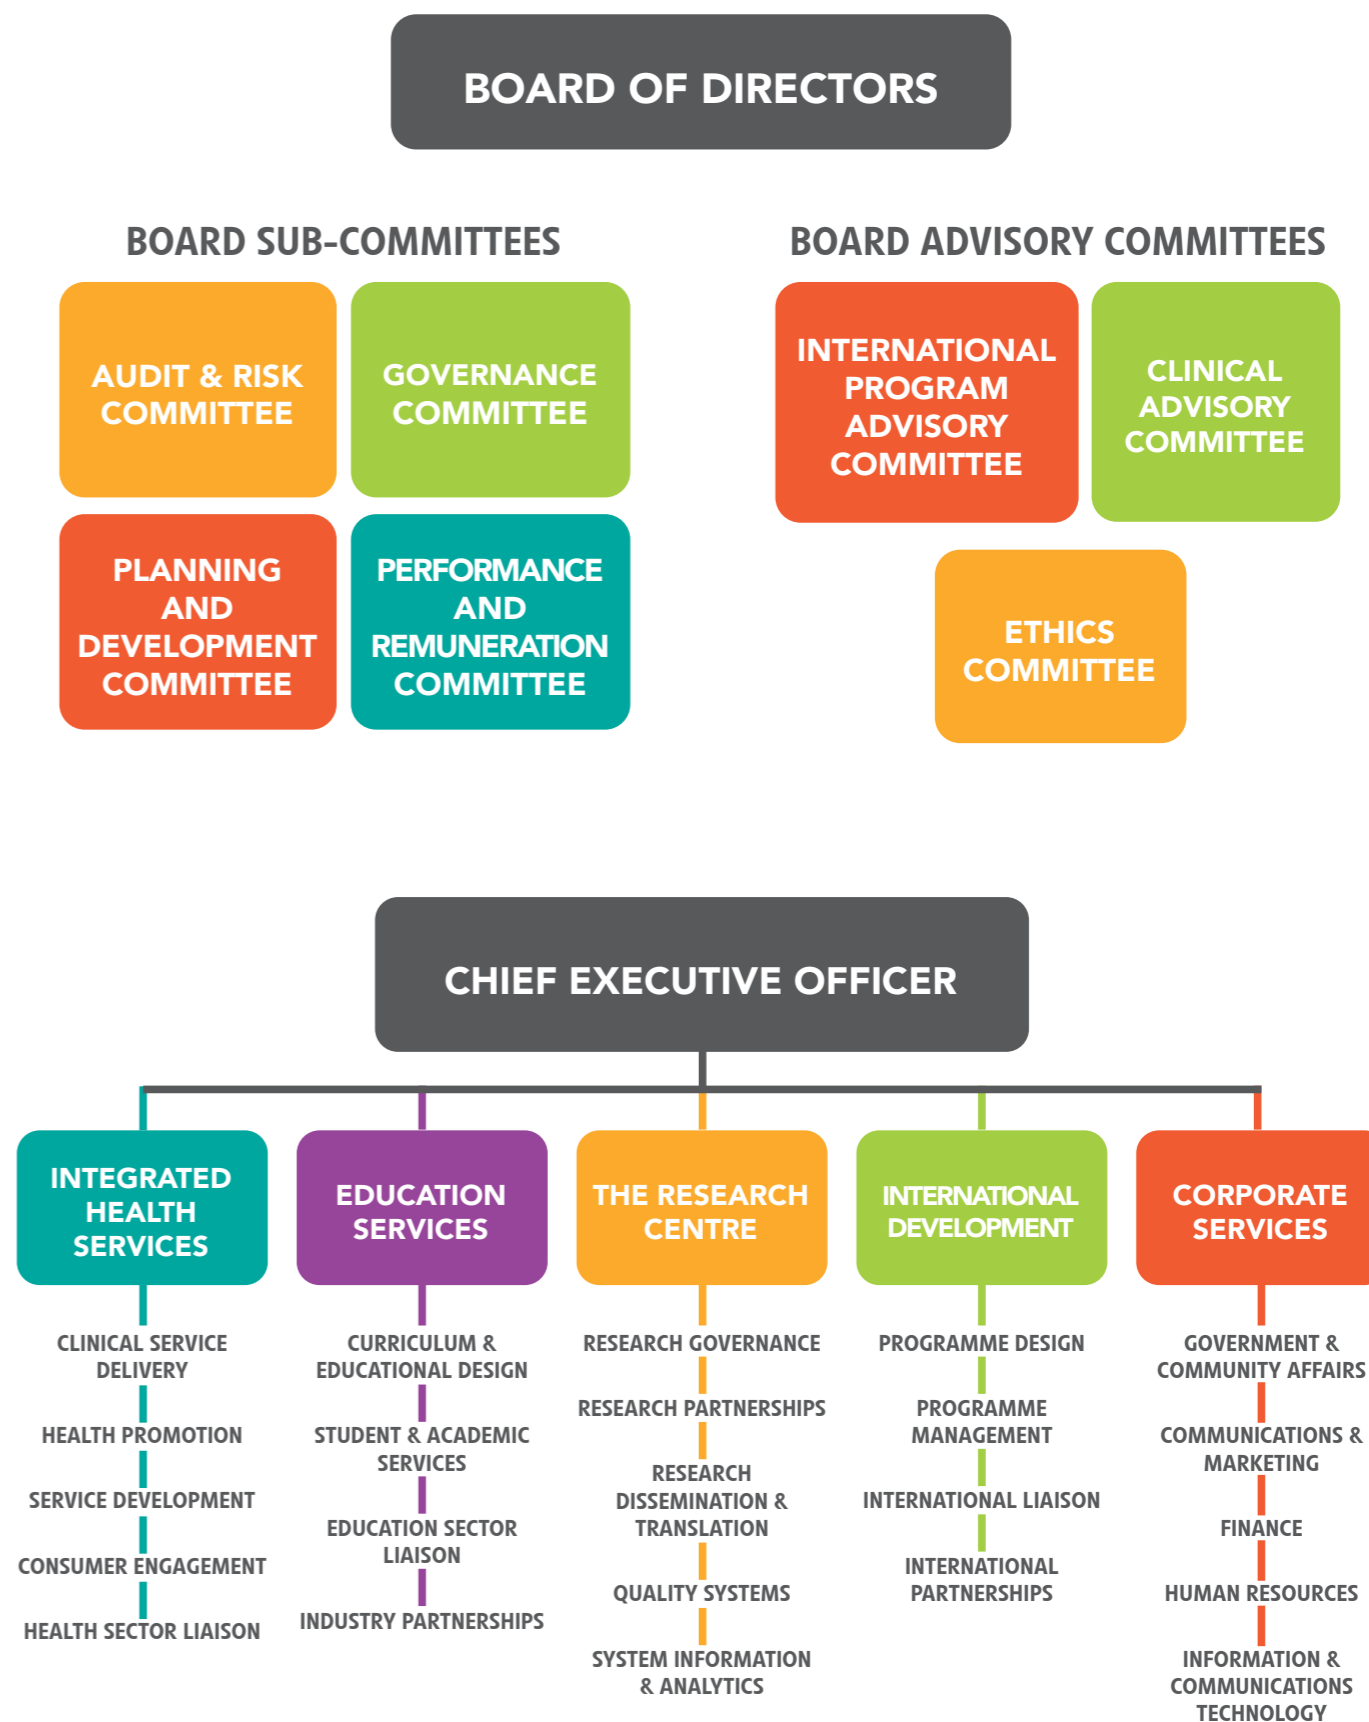 BOARD OF DIRECTORS
BOARD SUB-COMMITTEES
AUDIT & RISK
COMMITTEE
GOVERNANCE
COMMITTEE
PLANNING
AND
DEVELOPMENT
COMMITTEE
PERFORMANCE
AND
REMUNERATION
COMMITTEE
BOARD ADVISORY COMMITTEES
INTERNATIONAL
PROGRAM
ADVISORY
COMMITTEE
CLINICAL
ADVISORY
COMMITTEE
ETHICS
COMMITTEE
CHIEF EXECUTIVE OFFICER
INTEGRATED
HEALTH
SERVICES
CLINICAL SERVICE
DELIVERY
HEALTH PROMOTION
SERVICE DEVELOPMENT
CONSUMER ENGAGEMENT
HEALTH SECTOR LIAISON
EDUCATION
SERVICES
CURRICULUM &
EDUCATIONAL DESIGN
STUDENT & ACADEMIC
SERVICES
EDUCATION SECTOR
LIAISON
INDUSTRY PARTNERSHIPS
THE RESEARCH
CENTRE
RESEARCH GOVERNANCE
RESEARCH PARTNERSHIPS
RESEARCH
DISSEMINATION &
TRANSLATION
QUALITY SYSTEMS
SYSTEM INFORMATION
& ANALYTICS
INTERNATIONAL
DEVELOPMENT
PROGRAMME DESIGN
PROGRAMME
MANAGEMENT
INTERNATIONAL LIAISON
INTERNATIONAL
PARTNERSHIPS
CORPORATE
SERVICES
GOVERNMENT &
COMMUNITY AFFAIRS
COMMUNICATIONS &
MARKETING
FINANCE
HUMAN RESOURCES
INFORMATION &
COMMUNICATIONS
TECHNOLOGY